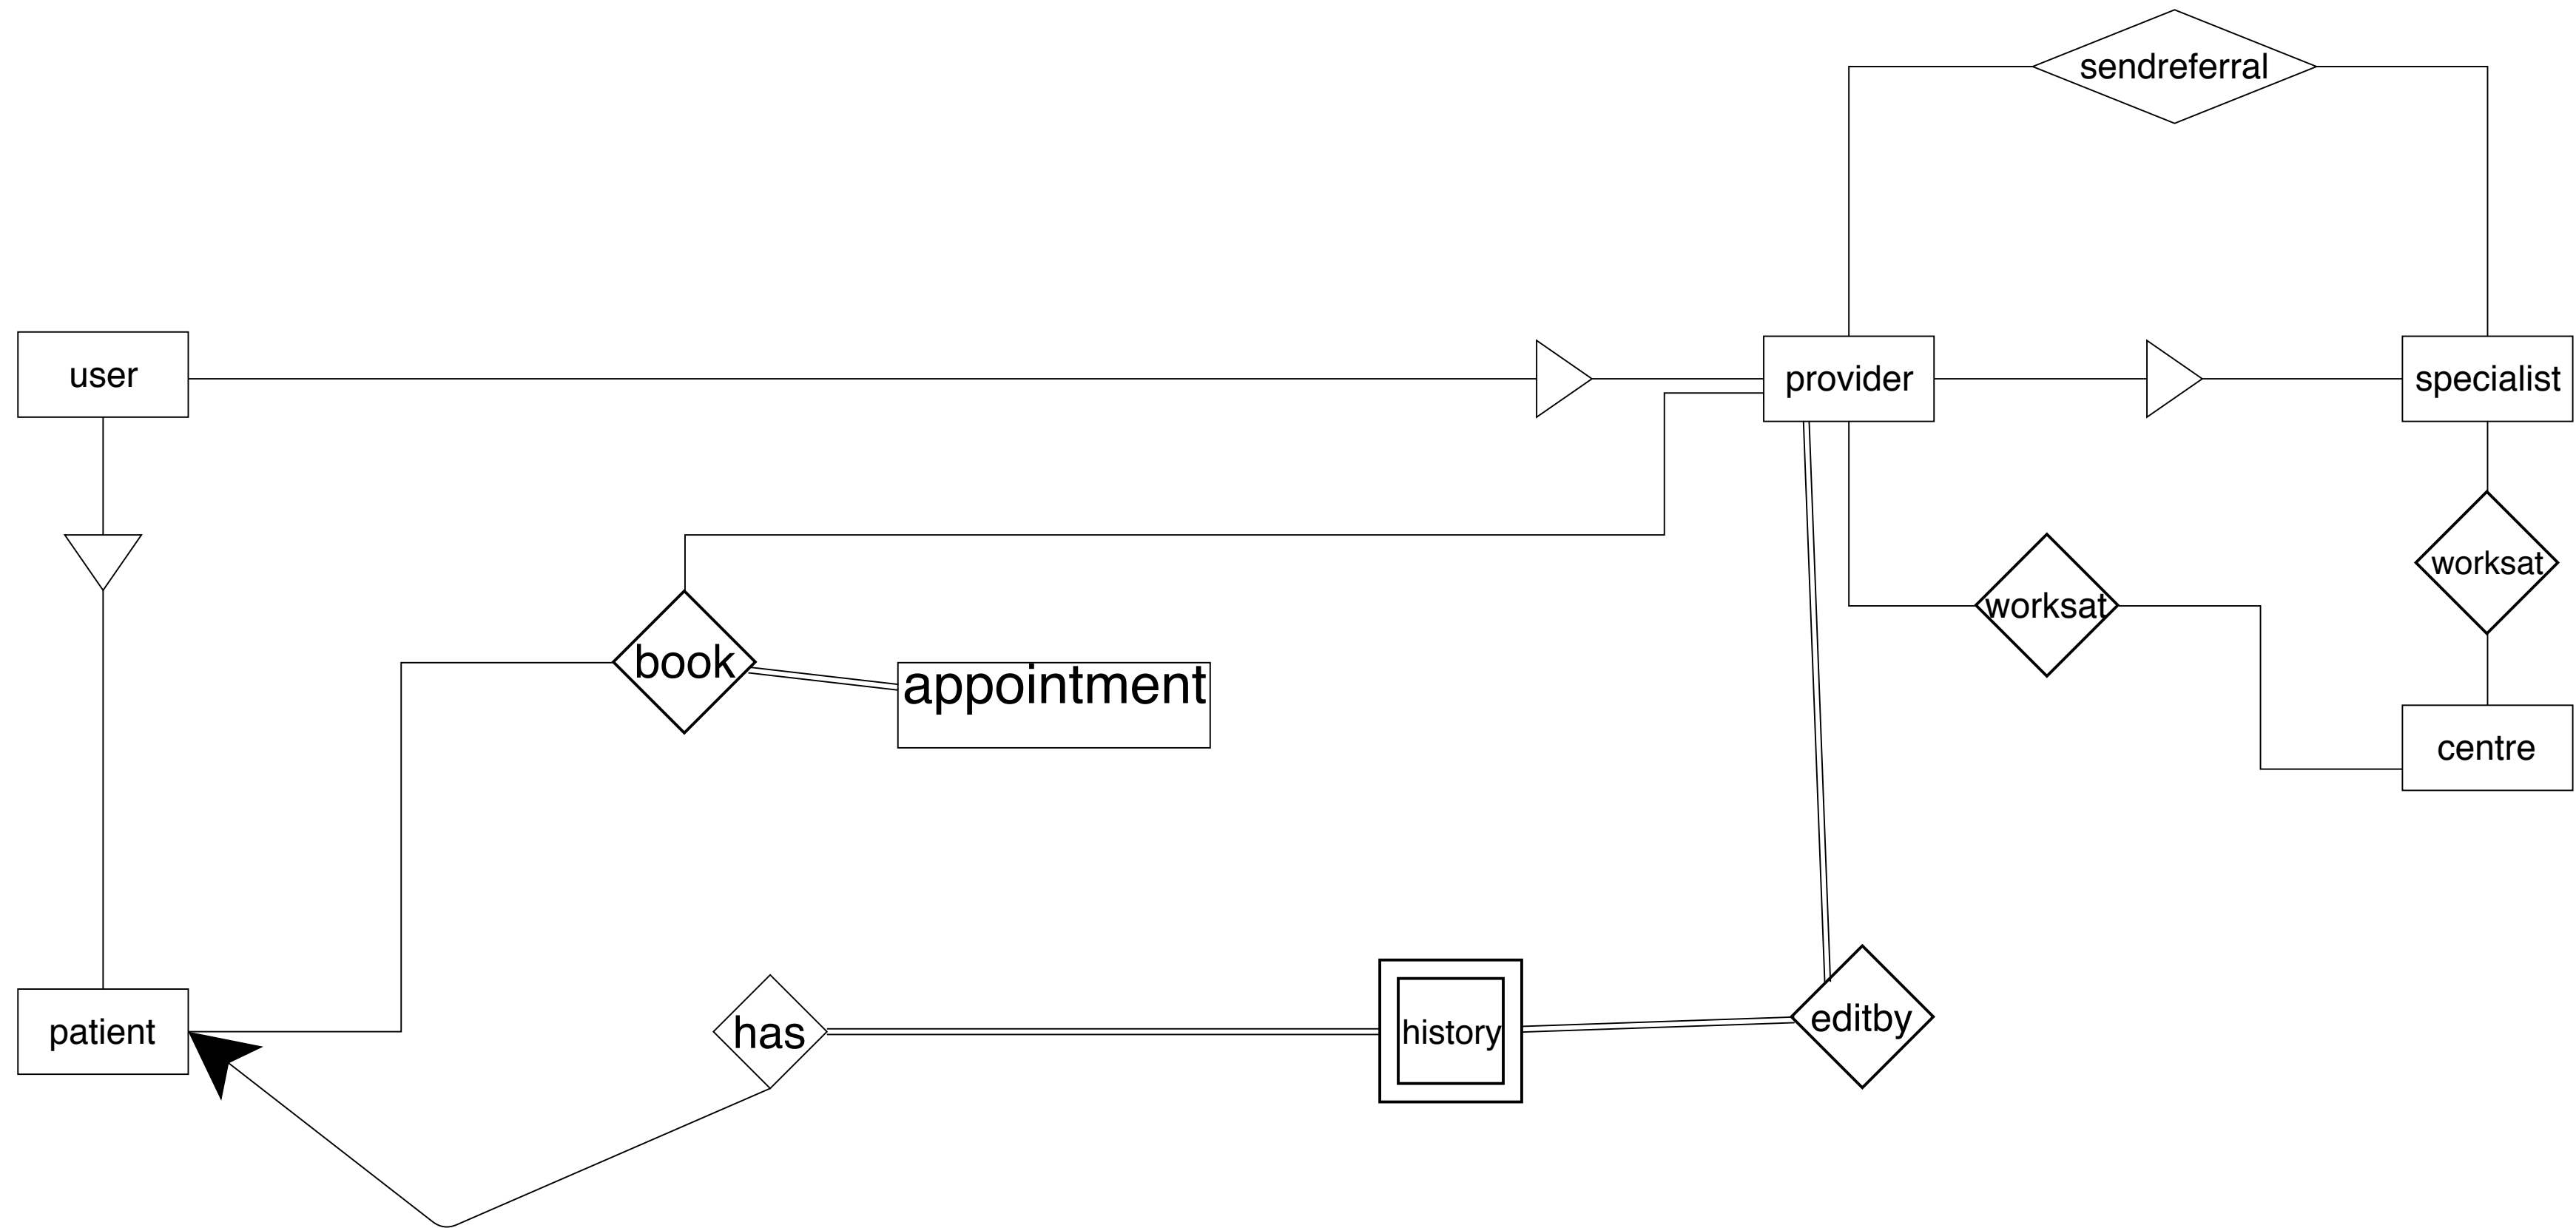 sendreferral
user
provider
specialist
worksat
worksat
book
appointment
centre
patient
has
history
editby